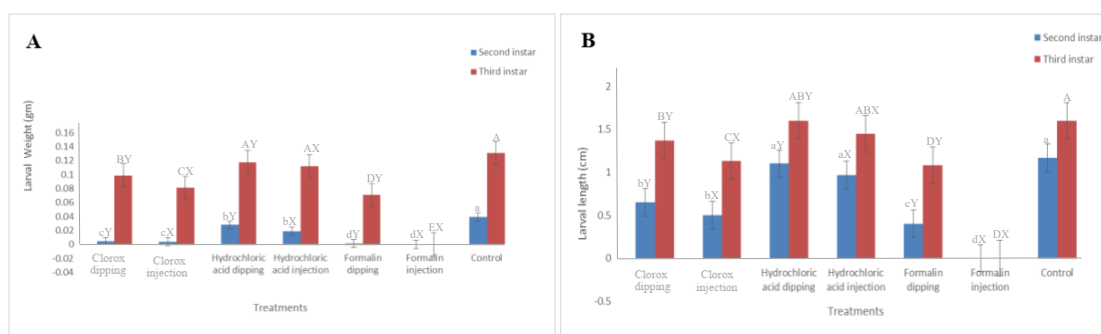 A
Second instar
Third instar
Larval Weight (gm)
0.16
0.14
0.12
0.1
0.08
0.06
0.04
0.02
0
-0.02
-0.04
cY
BY
cX
CX
bY
AY
bX
AX
dY
DY
dX
EX
a
A
Clorox dipping
Clorox injection
Hydrochloric acid dipping
Hydrochloric acid injection
Formalin dipping
Formalin injection
Control
Treatments
B
Second instar
Third instar
Larval length (cm)
2
1.5
1
0.5
0
-0.5
bY
BY
bX
CX
aY
ABY
aX
ABX
cY
DY
dX
DX
a
A
Clorox dipping
Clorox injection
Hydrochloric acid dipping
Hydrochloric acid injection
Formalin dipping
Formalin injection
Control
Treatments